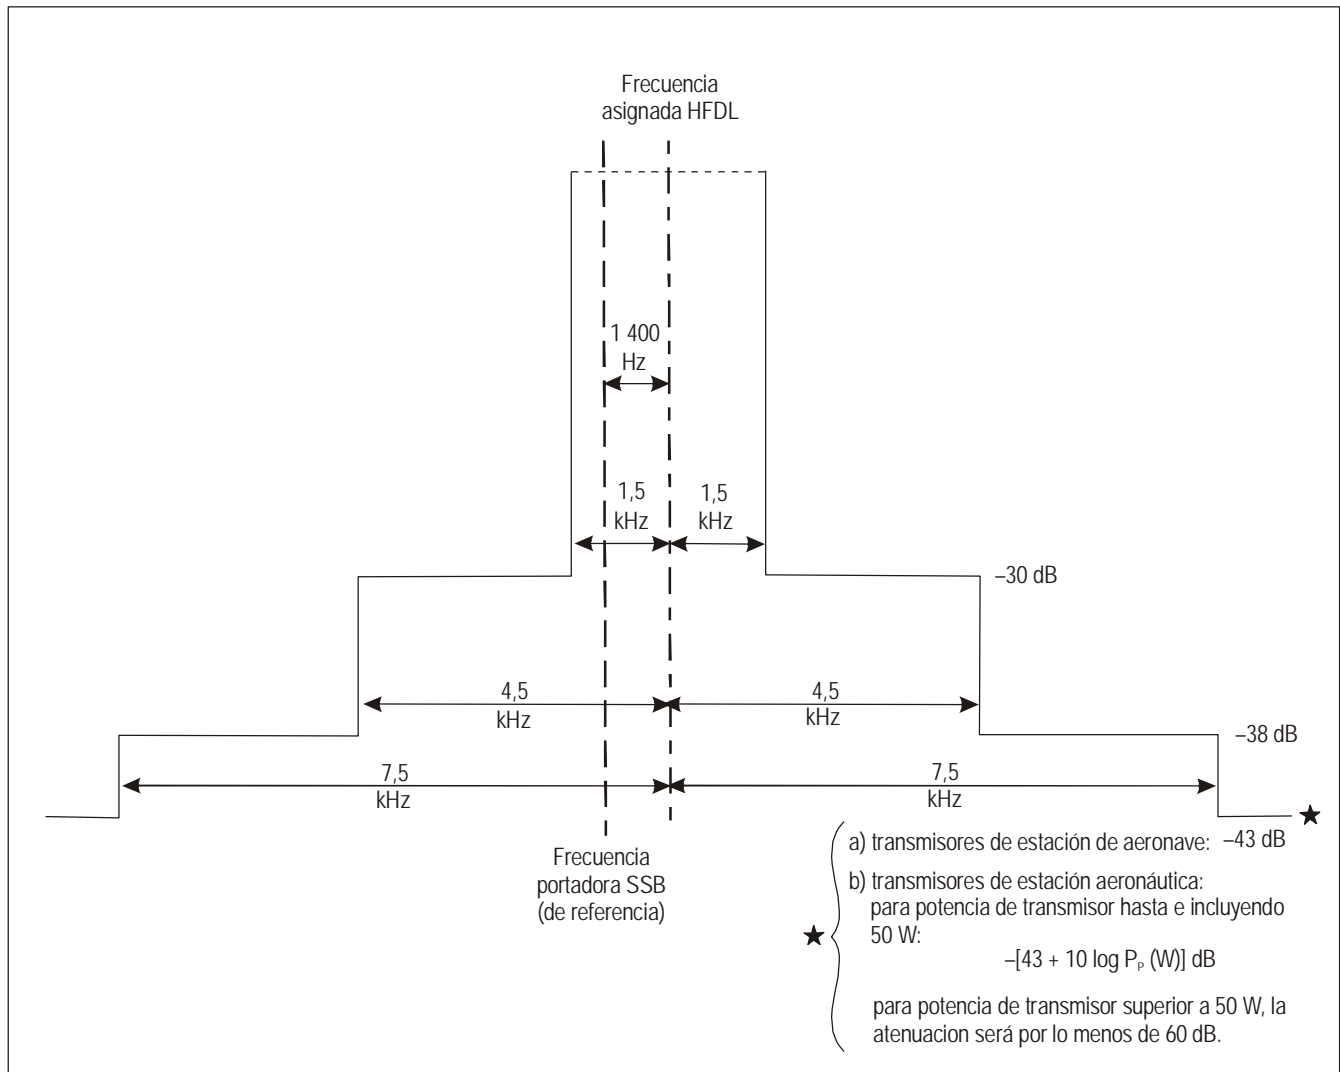 Frecuencia
asignada HFDL
1 400
Hz
1,5
kHz
1,5
kHz
–30 dB
4,5
kHz
4,5
kHz
–38 dB
7,5
kHz
7,5
kHz
Frecuencia
portadora SSB
(de referencia)
a) transmisores de estación de aeronave: –43 dB
b) transmisores de estación aeronáutica:
para potencia de transmisor hasta e incluyendo
50 W:
–[43 + 10 log Pₚ (W)] dB
para potencia de transmisor superior a 50 W, la
atenuacion será por lo menos de 60 dB.